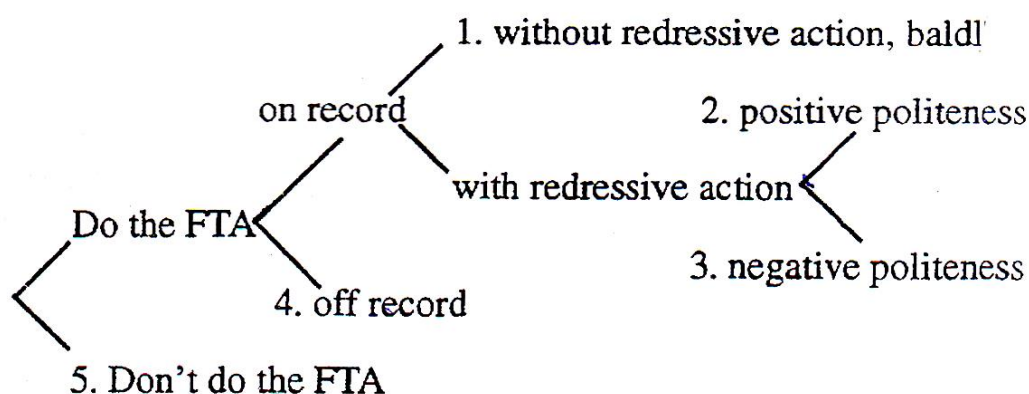 1. without redressive action, baldl
on record
2. positive politeness
with redressive action
Do the FTA
3. negative politeness
4. off record
5. Don't do the FTA